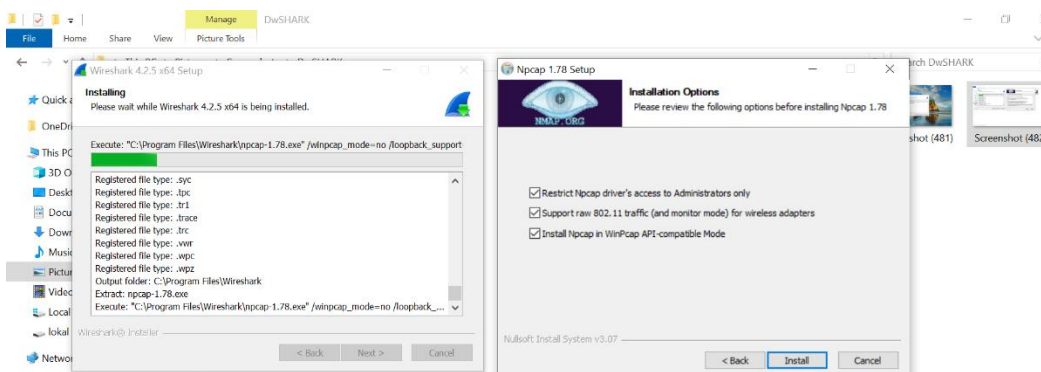 Manage
DwSHARK
File Home Share View Picture Tools
Wireshark 4.2.5 x64 Setup
Installing
Please wait while Wireshark 4.2.5 x64 is being installed.
Execute: "C:\Program Files\Wireshark\npcap-1.78.exe" /winpcap_mode=no /loopback_support
Registered file type: .syc
Registered file type: .tpc
Registered file type: .tr1
Registered file type: .trace
Registered file type: .trc
Registered file type: .vwr
Registered file type: .wpc
Registered file type: .wpz
Output folder: C:\Program Files\Wireshark
Extract: npcap-1.78.exe
Execute: "C:\Program Files\Wireshark\npcap-1.78.exe" /winpcap_mode=no /loopback_...
Wireshark® Installer
< Back Next > Cancel
Npcap 1.78 Setup
NMAP.ORG
Installation Options
Please review the following options before installing Npcap 1.78
Restrict Npcap driver's access to Administrators only
Support raw 802.11 traffic (and monitor mode) for wireless adapters
Install Npcap in WinPcap API-compatible Mode
Nullsoft Install System v3.07
< Back Install Cancel
Quick a
OneDri
This PC
3D O
Deskt
Docu
Down
Music
Pictur
Video
Local
lokal
Networ
arch DwSHARK
shot (481)
Screenshot (482